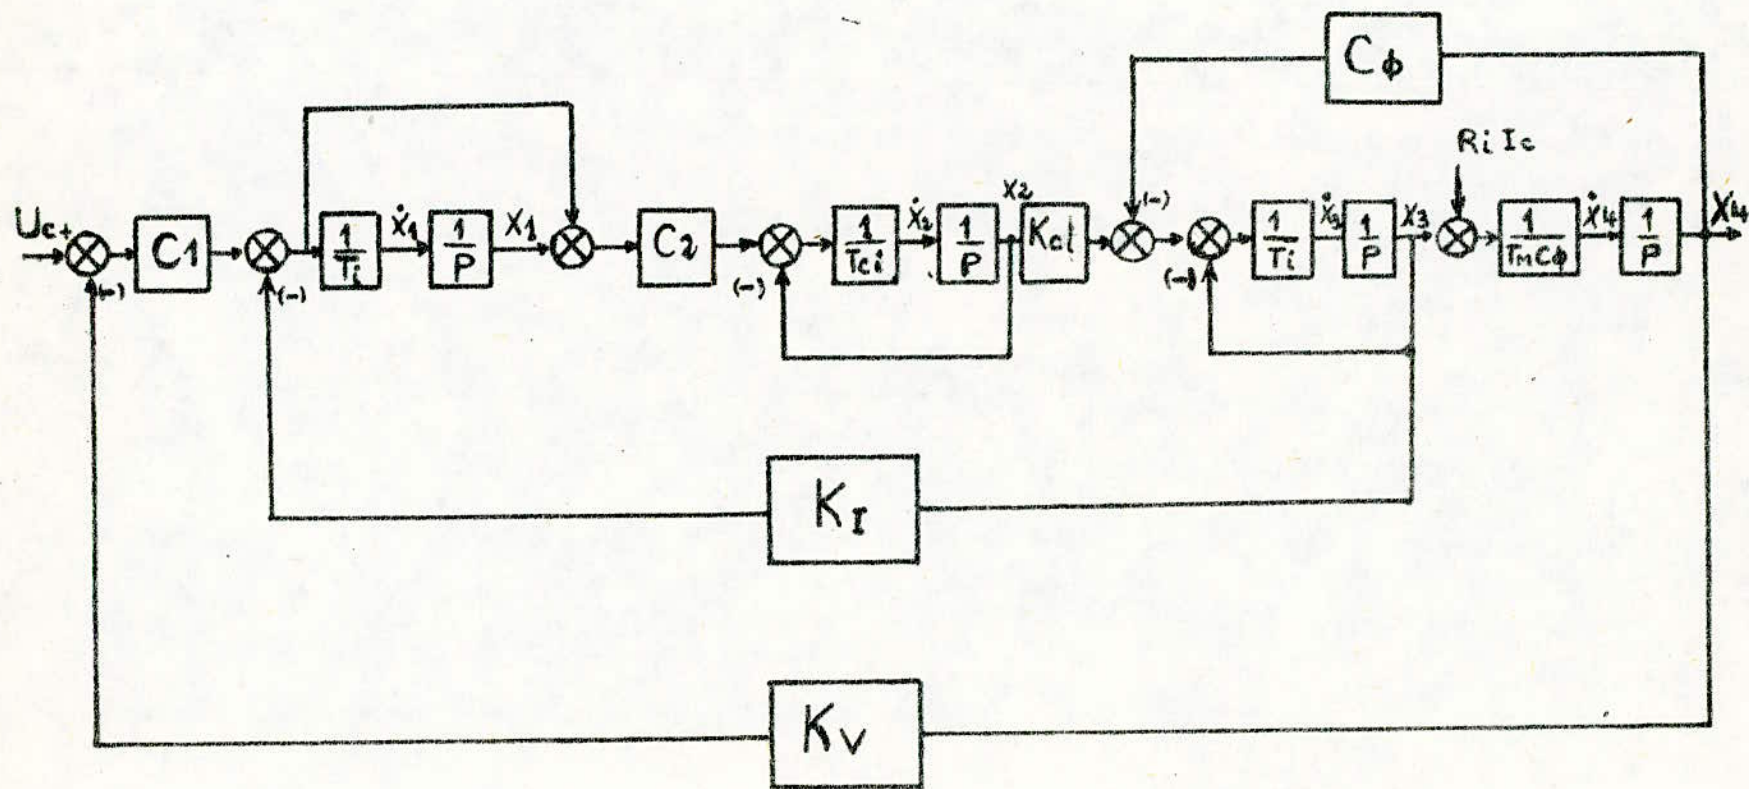 Cϕ
Ri Ic
Uc+
C1
1/Ti
ẋ1
1/P
X1
C2
1/Tci
ẋ2
1/P
X2
Kcl
(-)
1/Ti
ẋ3
1/P
X3
1/TmCϕ
ẋ4
1/P
X4
(-)
(-)
(-)
(-)
KI
KV